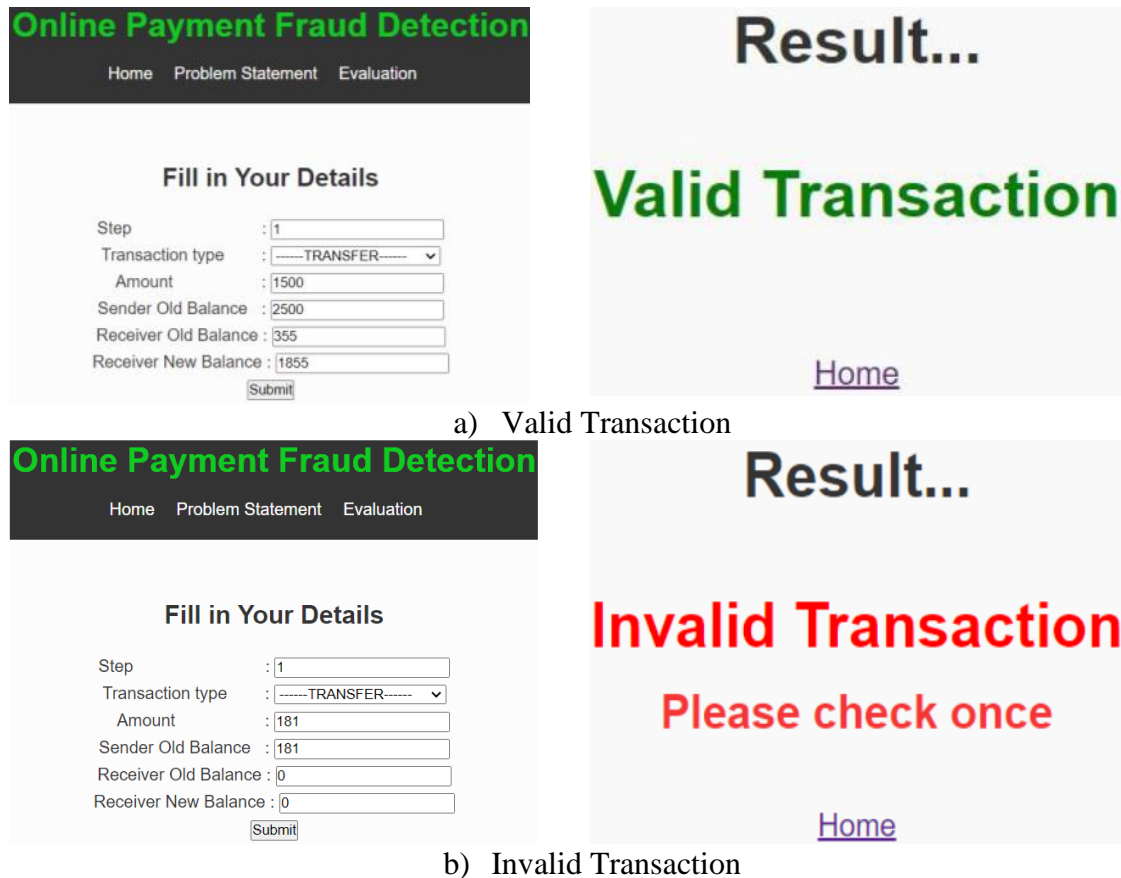 Online Payment Fraud Detection
Home Problem Statement Evaluation
Fill in Your Details
Step : 1
Transaction type : ------TRANSFER------
Amount : 1500
Sender Old Balance : 2500
Receiver Old Balance : 355
Receiver New Balance : 1855
Submit
Result...
Valid Transaction
Home
a) Valid Transaction
Online Payment Fraud Detection
Home Problem Statement Evaluation
Fill in Your Details
Step : 1
Transaction type : ------TRANSFER------
Amount : 181
Sender Old Balance : 181
Receiver Old Balance : 0
Receiver New Balance : 0
Submit
Result...
Invalid Transaction
Please check once
Home
b) Invalid Transaction